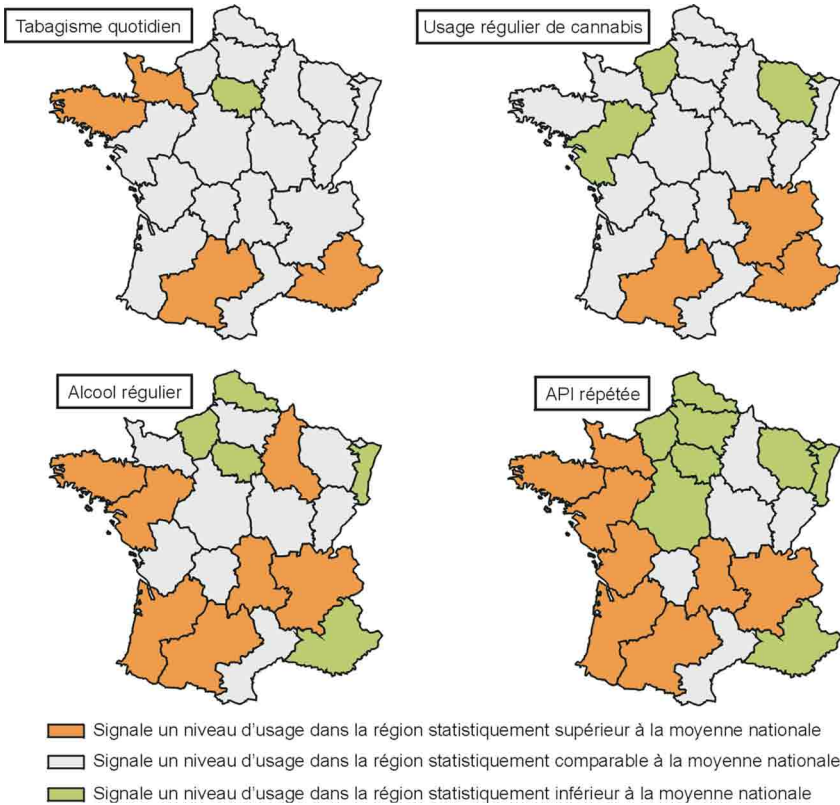 Tabagisme quotidien
Usage régulier de cannabis
Alcool régulier
API répétée
Signale un niveau d'usage dans la région statistiquement supérieur à la moyenne nationale
Signale un niveau d'usage dans la région statistiquement comparable à la moyenne nationale
Signale un niveau d'usage dans la région statistiquement inférieur à la moyenne nationale